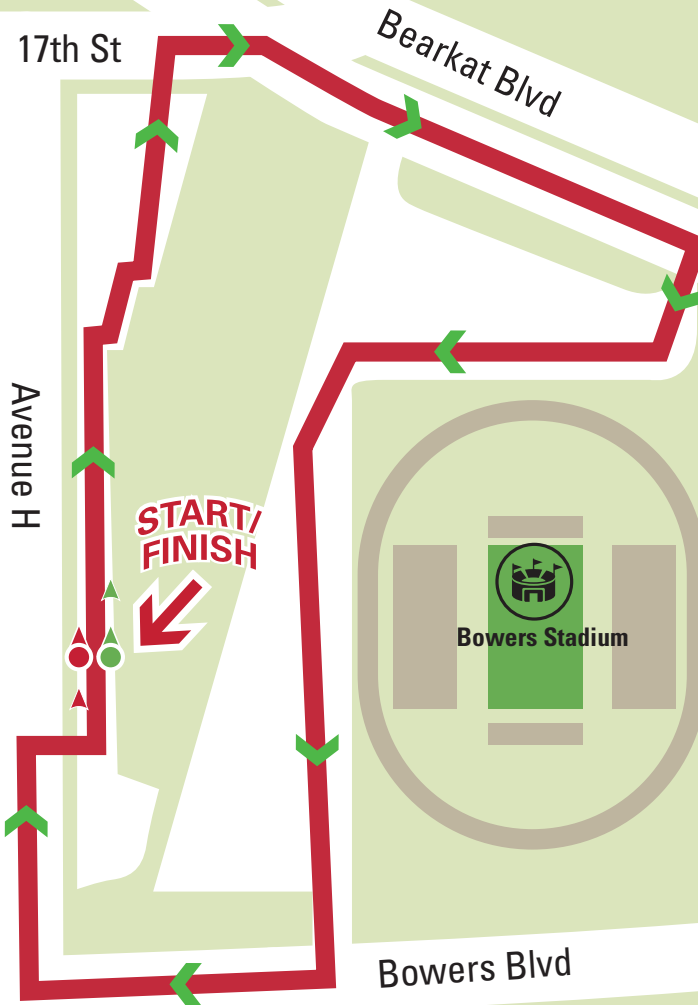 17th St
Bearkat Blvd
Avenue H
START/
FINISH
Bowers Stadium
Bowers Blvd